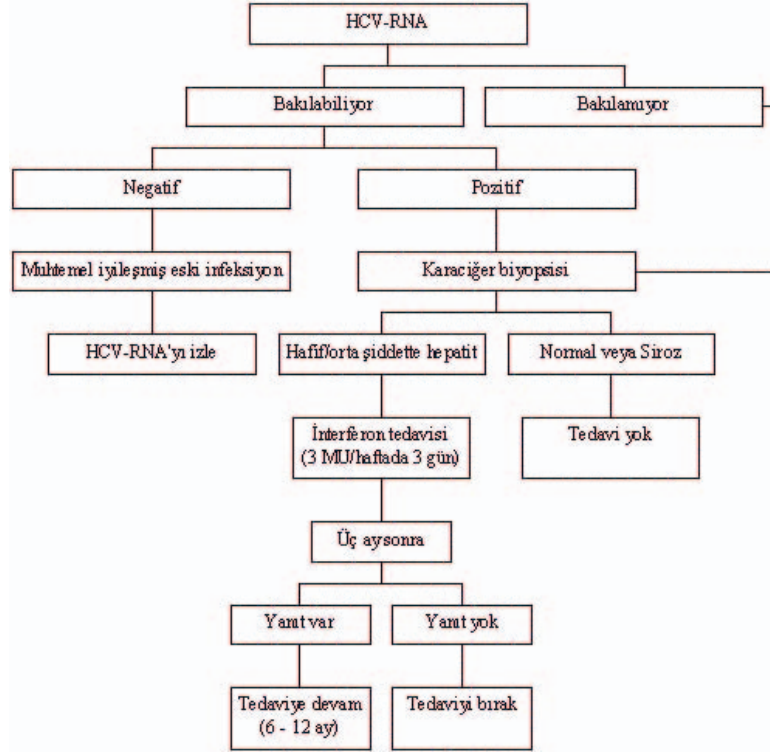 HCV-RNA
Bakılabiliyor
Bakılamıyor
Negatif
Pozitif
Muhtemel iyileşmiş eski infeksiyon
Karaciğer biyopsisi
HCV-RNA'yı izle
Hafif/orta şiddette hepatit
Normal veya Siroz
İnterferon tedavisi
(3 MU/haftada 3 gün)
Tedavi yok
Üç ay sonra
Yanıt var
Yanıt yok
Tedaviye devam
(6 - 12 ay)
Tedaviyi bırak